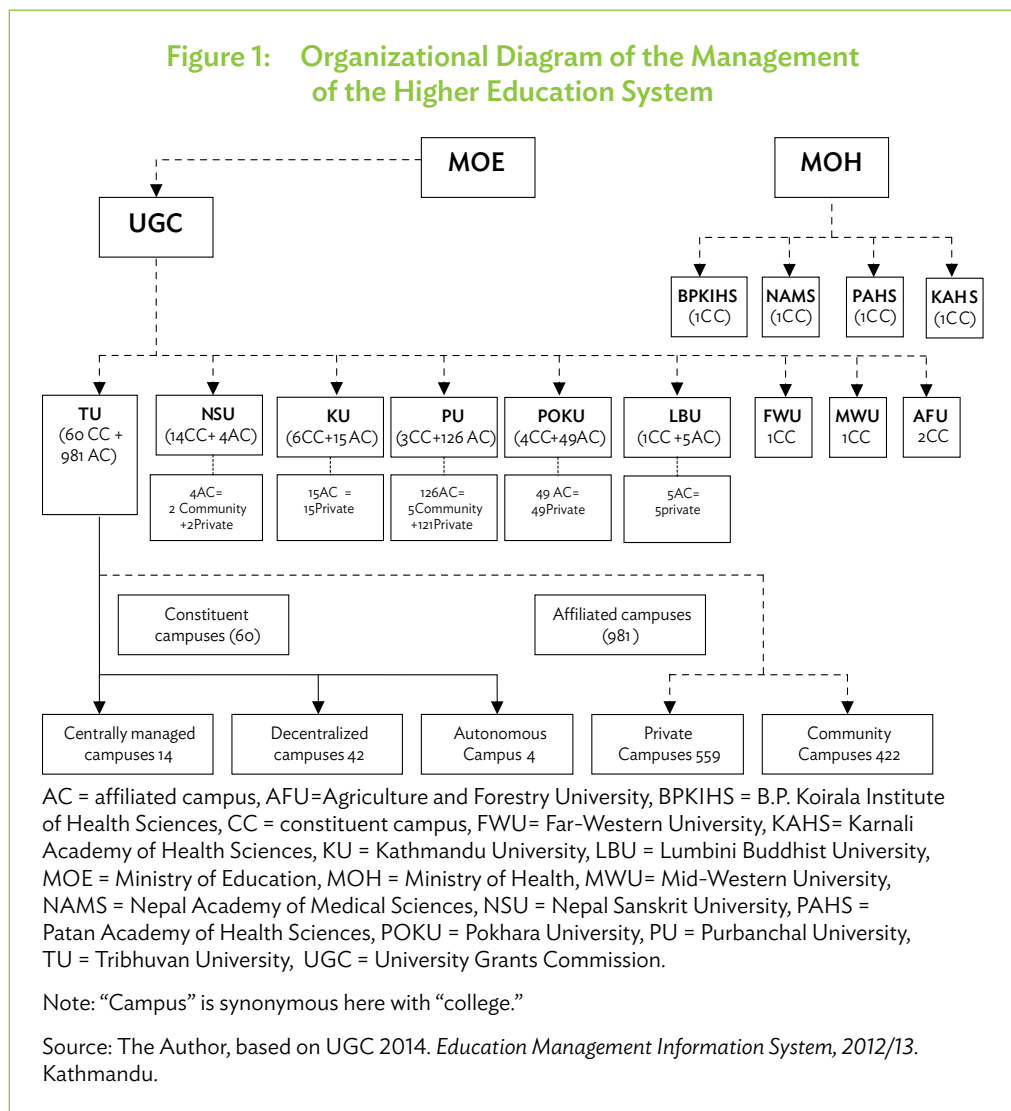 Figure 1: Organizational Diagram of the Management
of the Higher Education System
MOE
MOH
UGC
BPKIHS
(1CC)
NAMS
(1CC)
PAHS
(1CC)
KAHS
(1CC)
TU
(60 CC +
981 AC)
NSU
(14CC+ 4AC)
KU
(6CC+15 AC)
PU
(3CC+126 AC)
POKU
(4CC+49AC)
LBU
(1CC +5AC)
FWU
1CC
MWU
1CC
AFU
2CC
4AC=
2 Community
+2Private
15AC =
15Private
126AC=
5Community
+121Private
49 AC=
49Private
5AC=
5private
Constituent
campuses (60)
Affiliated campuses
(981)
Centrally managed
campuses 14
Decentralized
campuses 42
Autonomous
Campus 4
Private
Campuses 559
Community
Campuses 422
AC = affiliated campus, AFU=Agriculture and Forestry University, BPKIHS = B.P. Koirala Institute
of Health Sciences, CC = constituent campus, FWU= Far-Western University, KAHS= Karnali
Academy of Health Sciences, KU = Kathmandu University, LBU = Lumbini Buddhist University,
MOE = Ministry of Education, MOH = Ministry of Health, MWU= Mid-Western University,
NAMS = Nepal Academy of Medical Sciences, NSU = Nepal Sanskrit University, PAHS =
Patan Academy of Health Sciences, POKU = Pokhara University, PU = Purbanchal University,
TU = Tribhuvan University, UGC = University Grants Commission.
Note: “Campus” is synonymous here with “college.”
Source: The Author, based on UGC 2014. Education Management Information System, 2012/13.
Kathmandu.